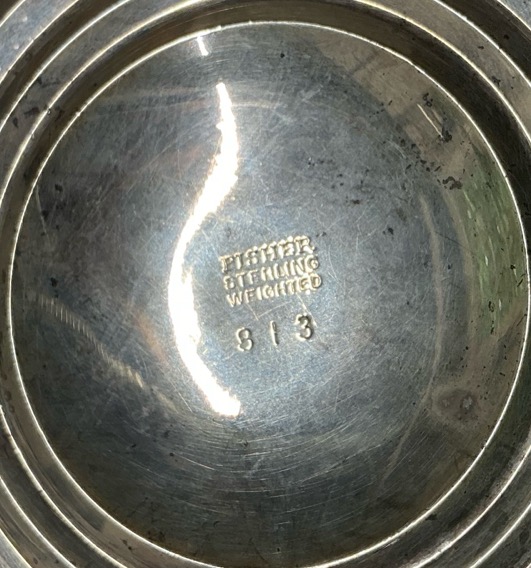 FISHER
STERLING
WEIGHTED
813